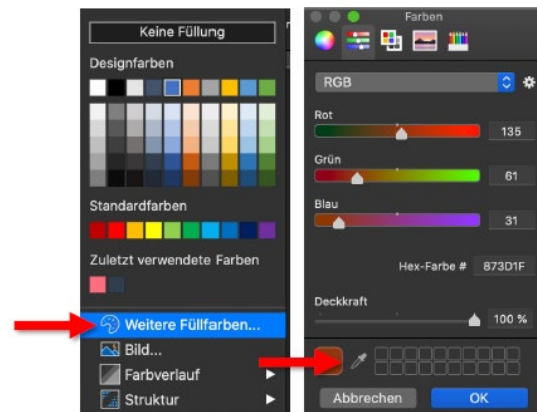 Keine Füllung
Designfarben
Standardfarben
Zuletzt verwendete Farben
Weitere Füllfarben...
Bild...
Farbverlauf
Struktur
Farben
RGB
Rot
135
Grün
61
Blau
31
Hex-Farbe # 873D1F
Deckkraft
100 %
Abbrechen
OK